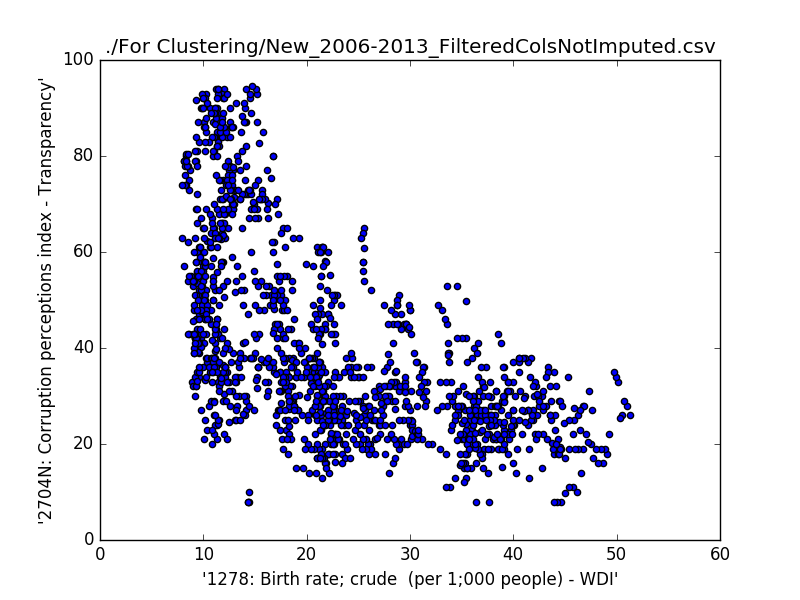 ./For Clustering/New_2006-2013_FilteredColsNotImputed.csv
100
80
60
40
20
0
0 10 20 30 40 50 60
'2704N: Corruption perceptions index - Transparency'
'1278: Birth rate; crude  (per 1;000 people) - WDI'